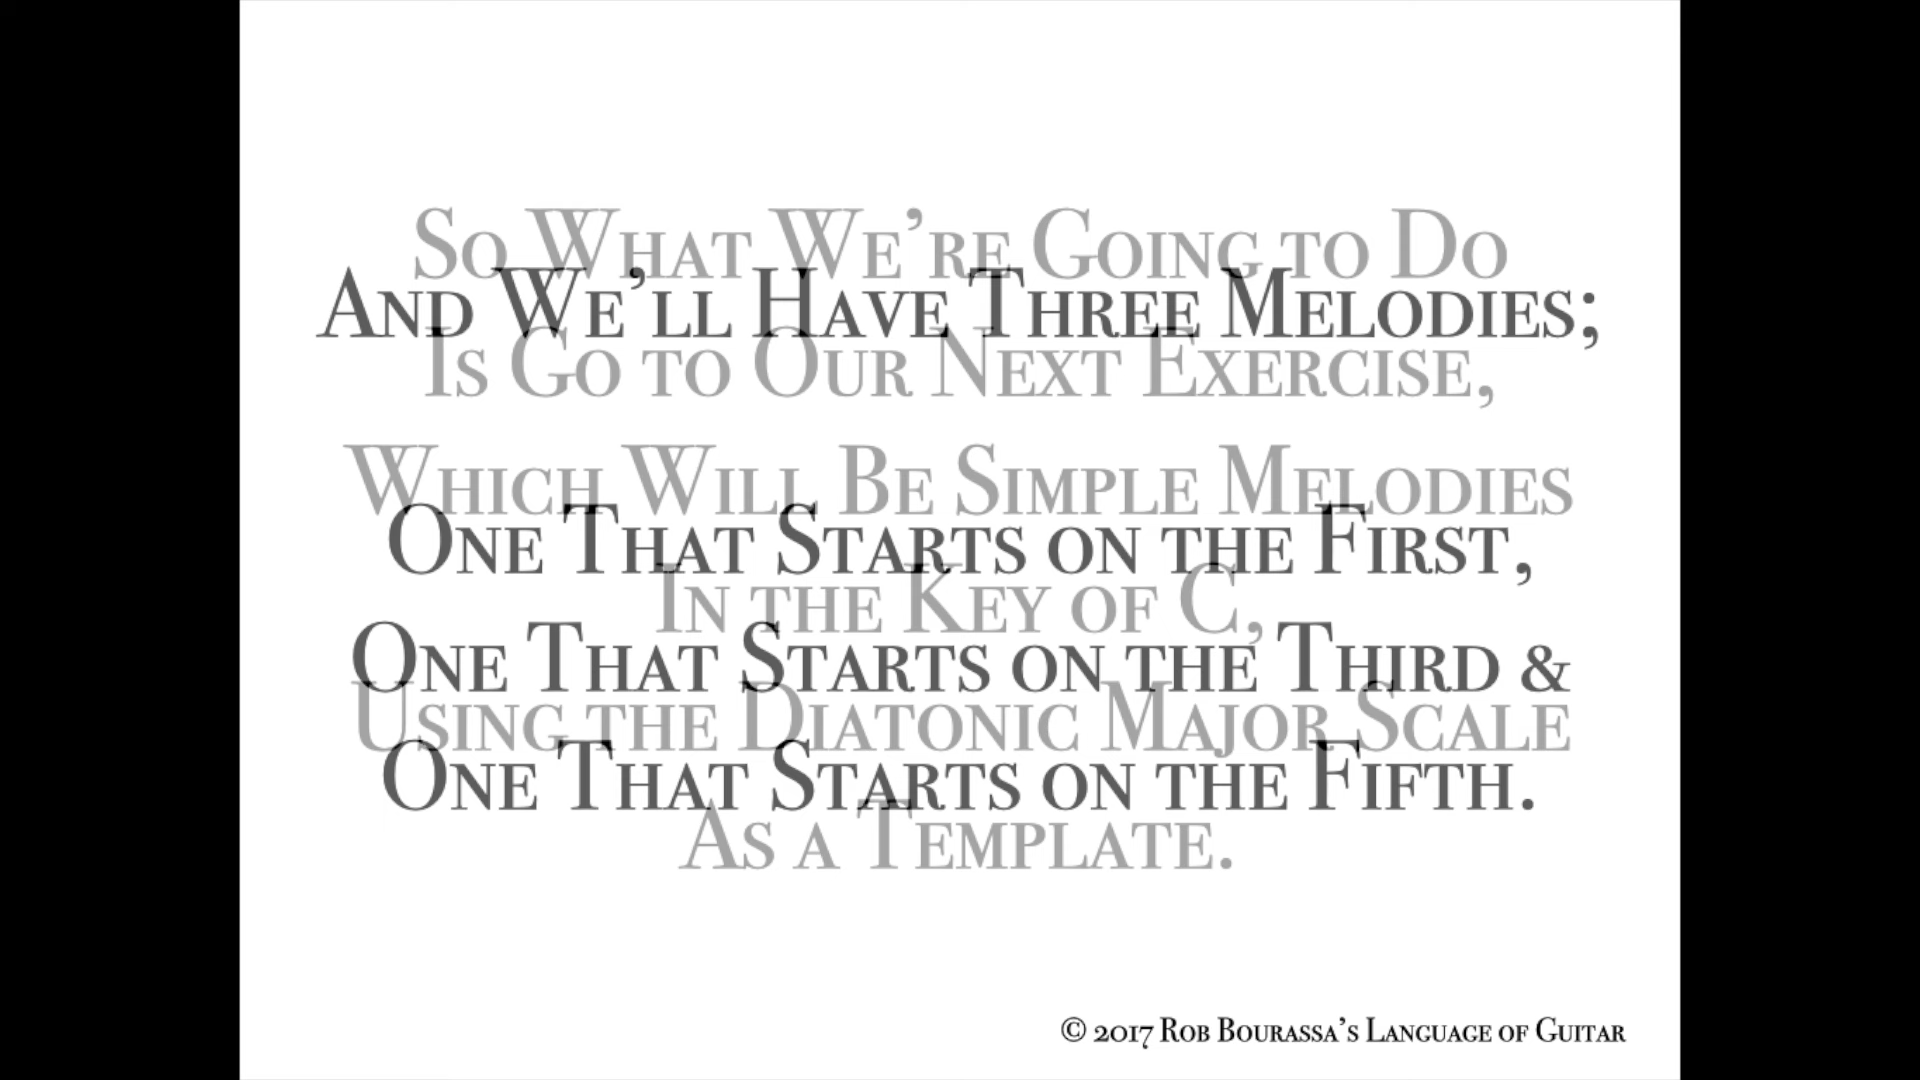 So What We're Going to Do
And We'll Have Three Melodies;
Is Go to Our Next Exercise,
Which Will Be Simple Melodies
One That Starts on the First,
In the Key of C,
One That Starts on the Third &
Using the Diatonic Major Scale
One That Starts on the Fifth.
As a Template.
© 2017 Rob Bourassa's Language of Guitar